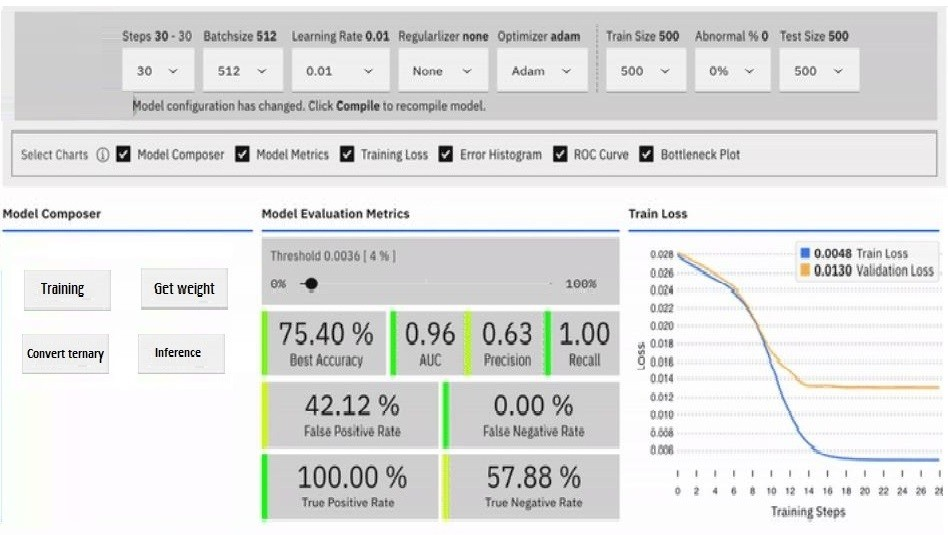 Steps 30 - 30 Batchsize 512 Learning Rate 0.01 Regularlizer none Optimizer adam Train Size 500 Abnormal % 0 Test Size 500
30 512 0.01 None Adam 500 0% 500
Model configuration has changed. Click Compile to recompile model.
Select Charts Model Composer Model Metrics Training Loss Error Histogram ROC Curve Bottleneck Plot
Model Composer
Training Get weight
Convert ternary Inference
Model Evaluation Metrics
Threshold 0.0036 [ 4 % ]
0% 100%
75.40 % 0.96 0.63 1.00
Best Accuracy AUC Precision Recall
42.12 % 0.00 %
False Positive Rate False Negative Rate
100.00 % 57.88 %
True Positive Rate True Negative Rate
Train Loss
0.0048 Train Loss
0.0130 Validation Loss
0.028
0.026
0.024
0.022
0.020
0.018
0.016
0.014
0.012
0.010
0.008
0.006
LOSS
0 2 4 6 8 10 12 14 16 18 20 22 24 26 28
Training Steps